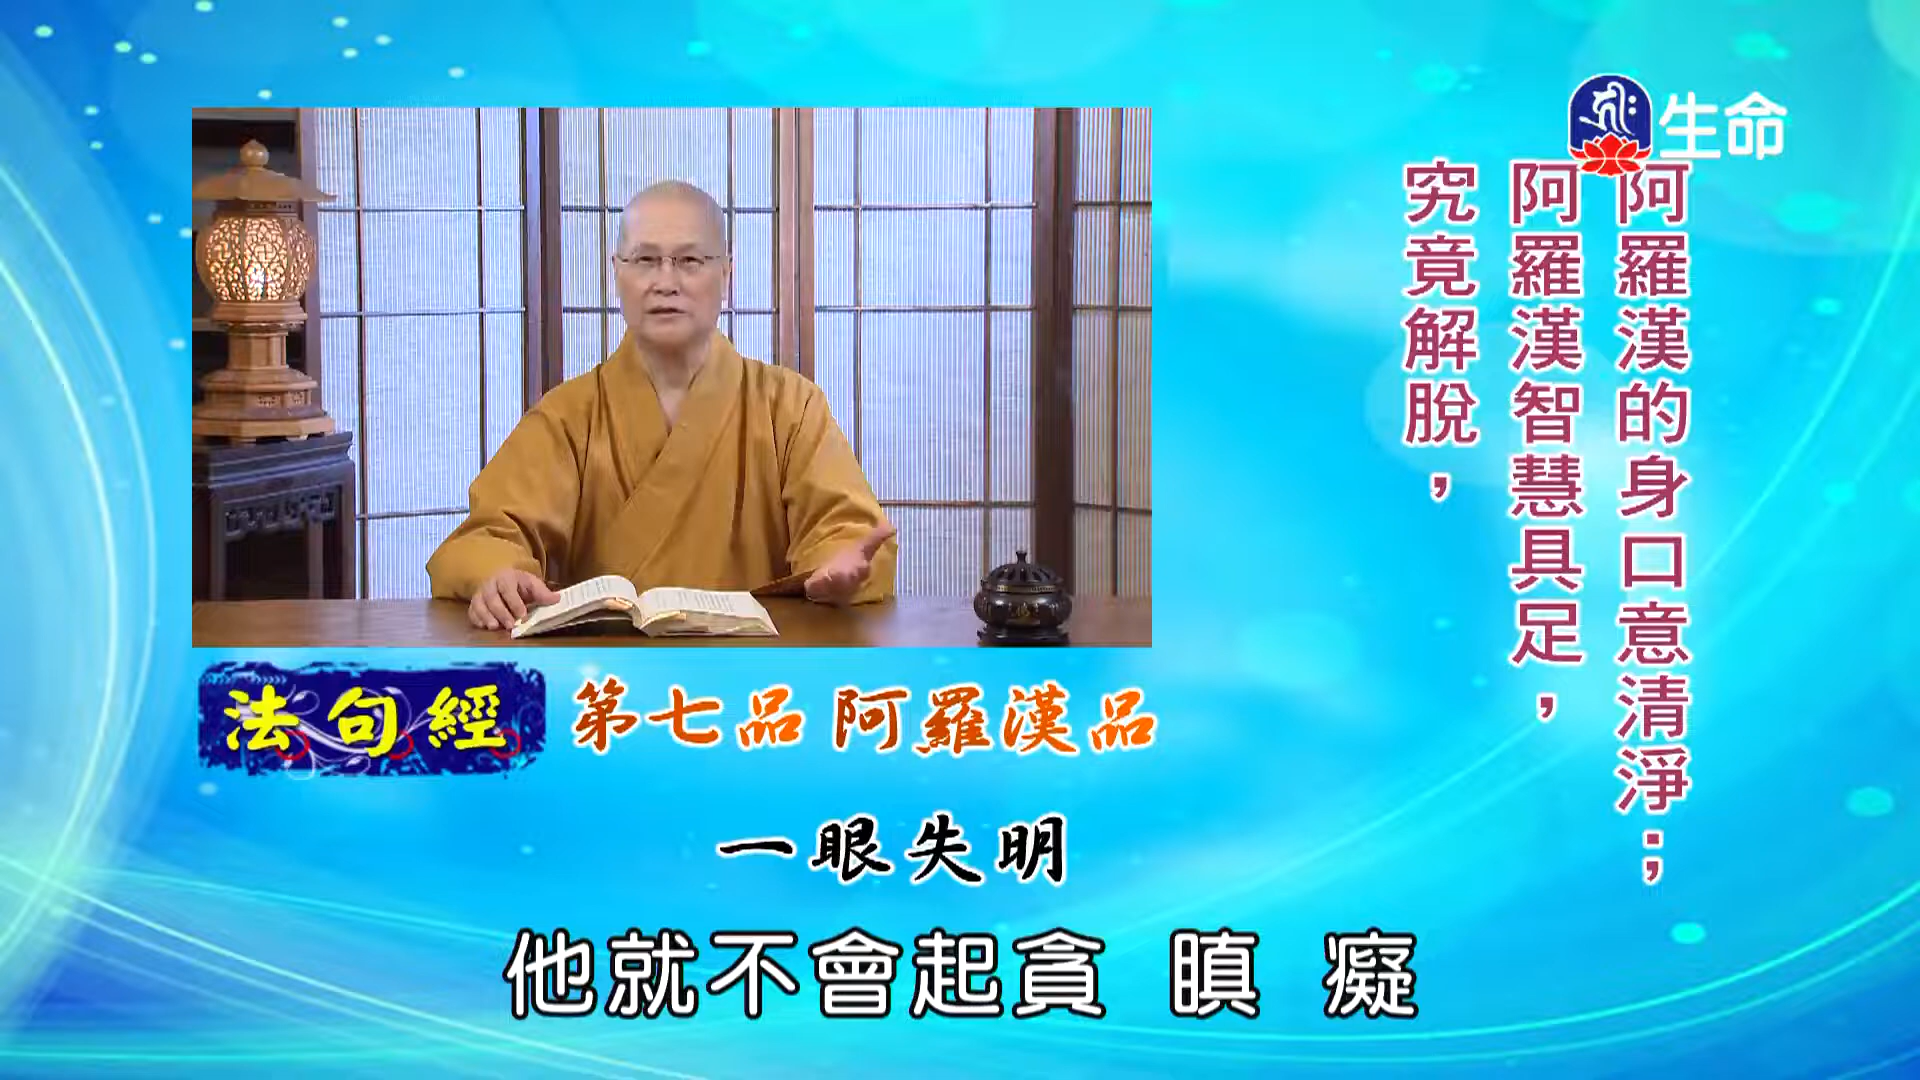 生命
阿羅漢的身口意清淨；
阿羅漢智慧具足，
究竟解脫，
法句經
第七品 阿羅漢品
一眼失明
他就不會起貪 瞋 癡